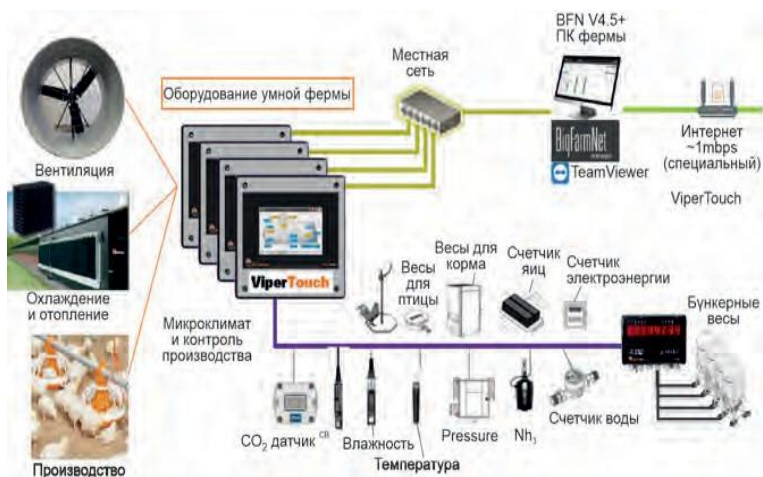 BFN V4.5+
ПК фермы
Местная
сеть
Оборудование умной фермы
Вентиляция
BigFarmNet
TeamViewer
Интернет
~1mbps
(специальный)
ViperTouch
ViperTouch
Охлаждение
и отопление
Микроклимат
и контроль
производства
Весы
для
птицы
Весы для
корма
Счетчик
яиц
Счетчик
электроэнергии
Бункерные
весы
CO2 датчик
Влажность
Температура
Pressure
Nh3
Счетчик воды
Производство